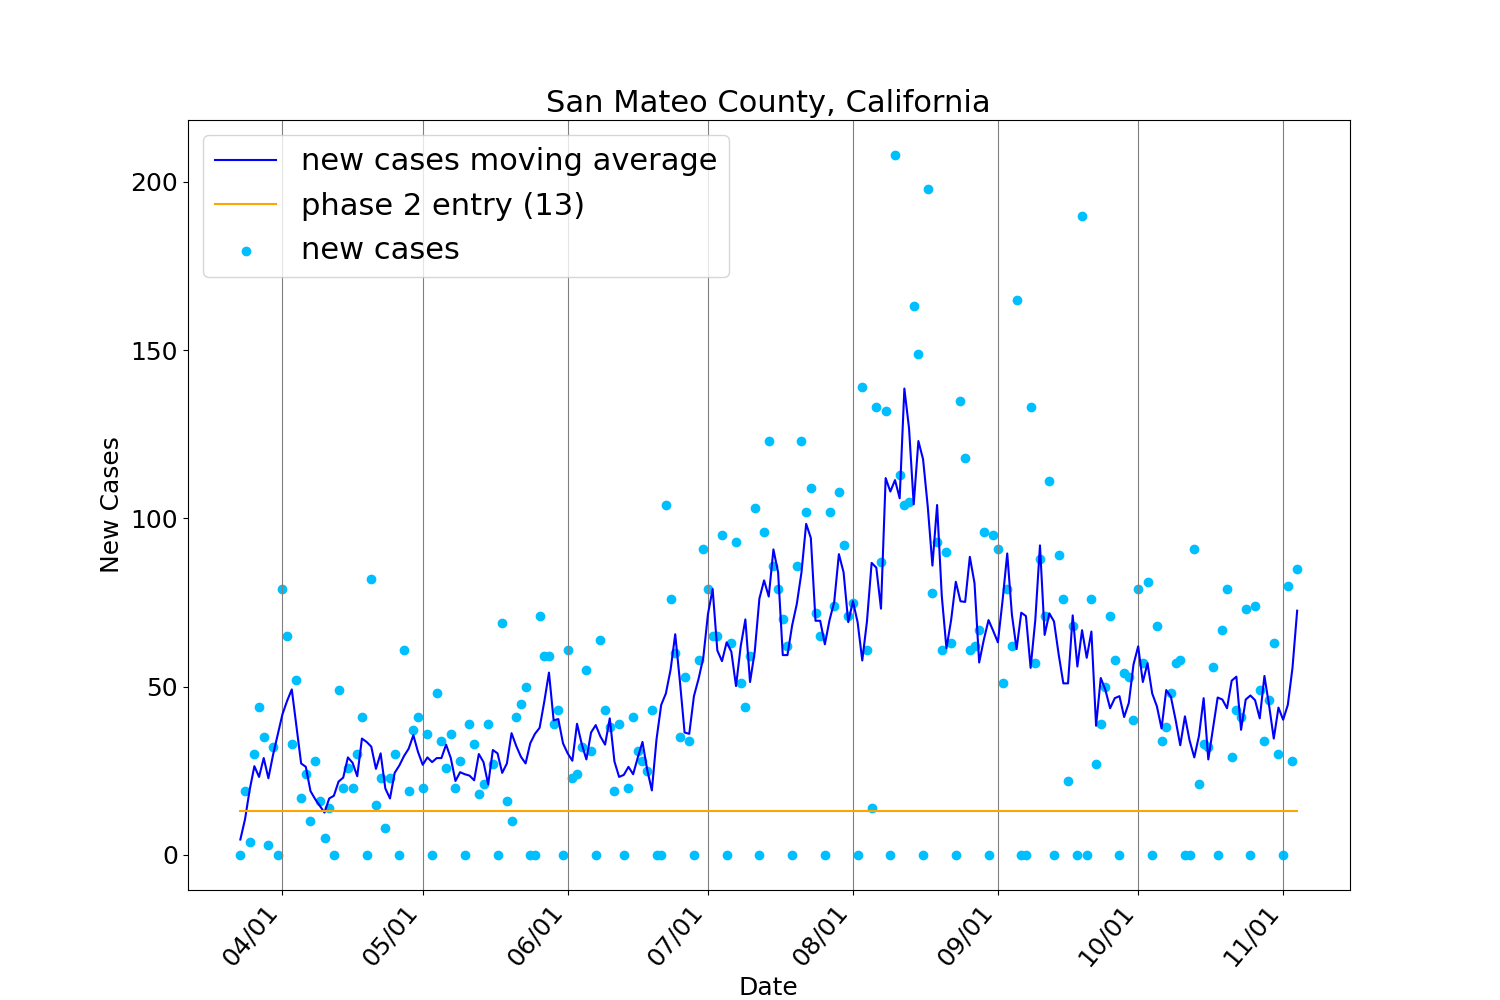 San Mateo County, California
new cases moving average
phase 2 entry (13)
new cases
New Cases
200
150
100
50
0
04/01
05/01
06/01
07/01
08/01
09/01
10/01
11/01
Date